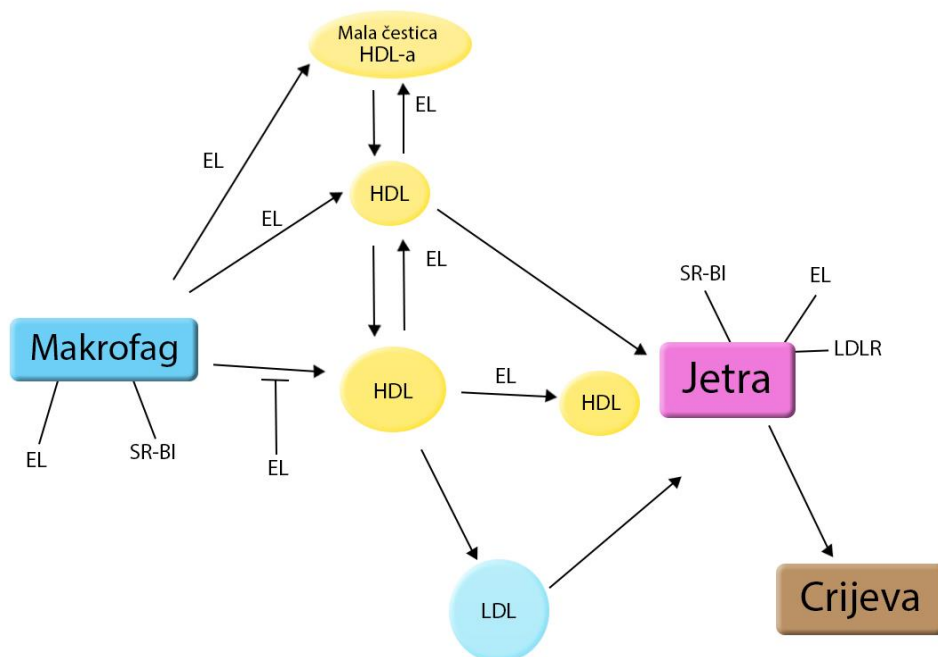 Mala čestica
HDL-a
EL
EL
HDL
EL
EL
SR-BI
EL
LDLR
Makrofag
Jetra
HDL
EL
HDL
EL
SR-BI
EL
LDL
Crijeva